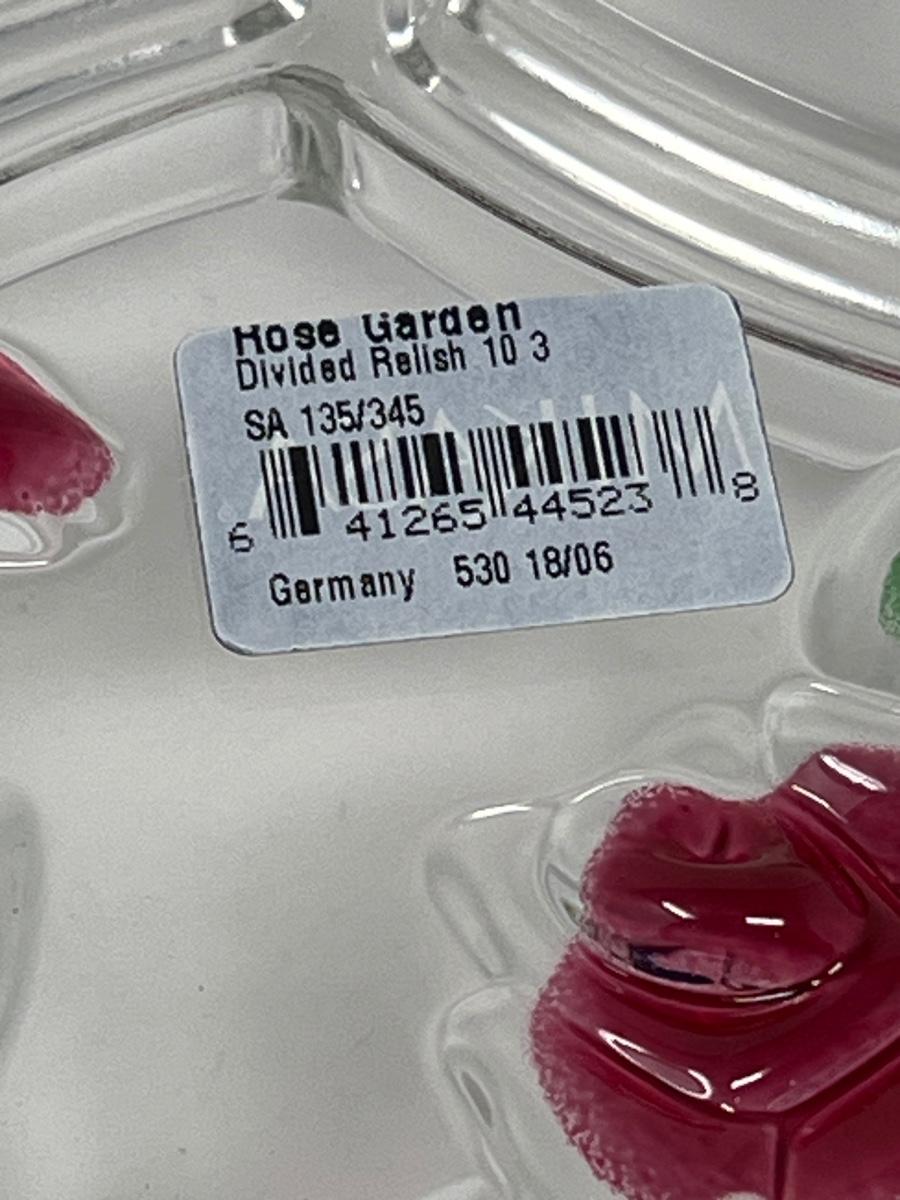 Rose Garden
Divided Relish 10 3
SA 135/345
6 41265 44523 8
Germany 530 18/06